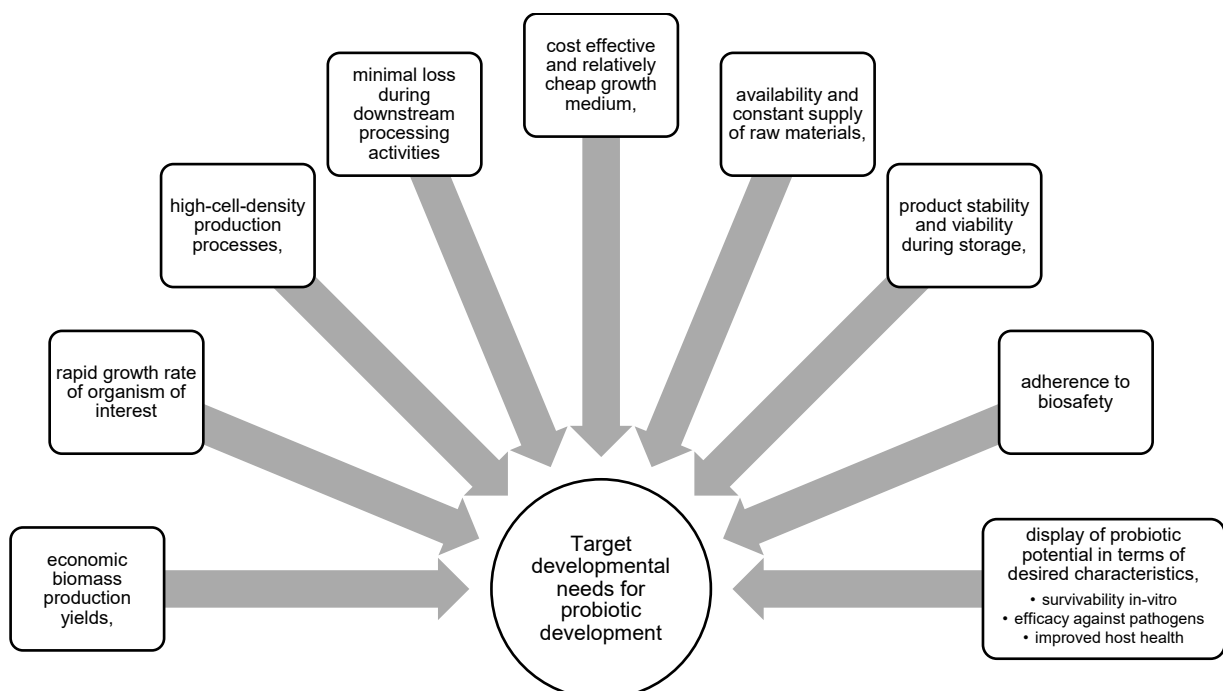 cost effective
and relatively
cheap growth
medium,
minimal loss
during
downstream
processing
activities
availability and
constant supply
of raw materials,
high-cell-density
production
processes,
product stability
and viability
during storage,
rapid growth rate
of organism of
interest
adherence to
biosafety
economic
biomass
production
yields,
Target
developmental
needs for
probiotic
development
display of probiotic
potential in terms of
desired characteristics,
• survivability in-vitro
• efficacy against pathogens
• improved host health